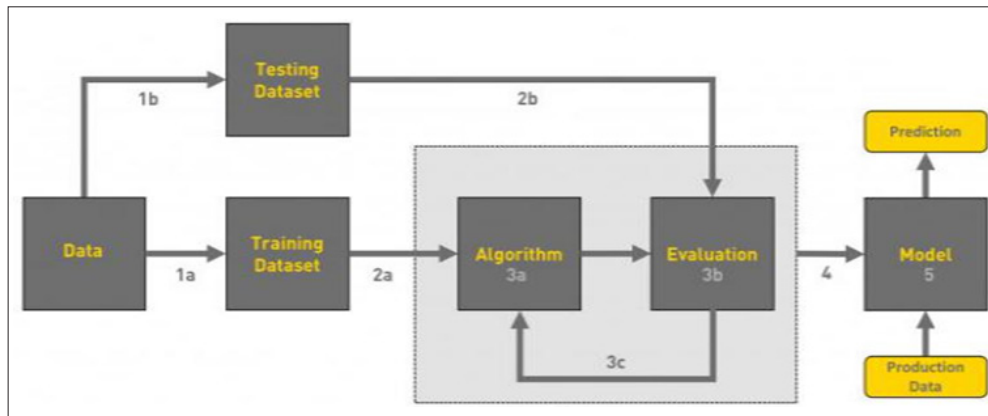 Testing
Dataset
1b
2b
Prediction
Data
1a
Training
Dataset
2a
Algorithm
3a
Evaluation
3b
4
Model
5
3c
Production
Data